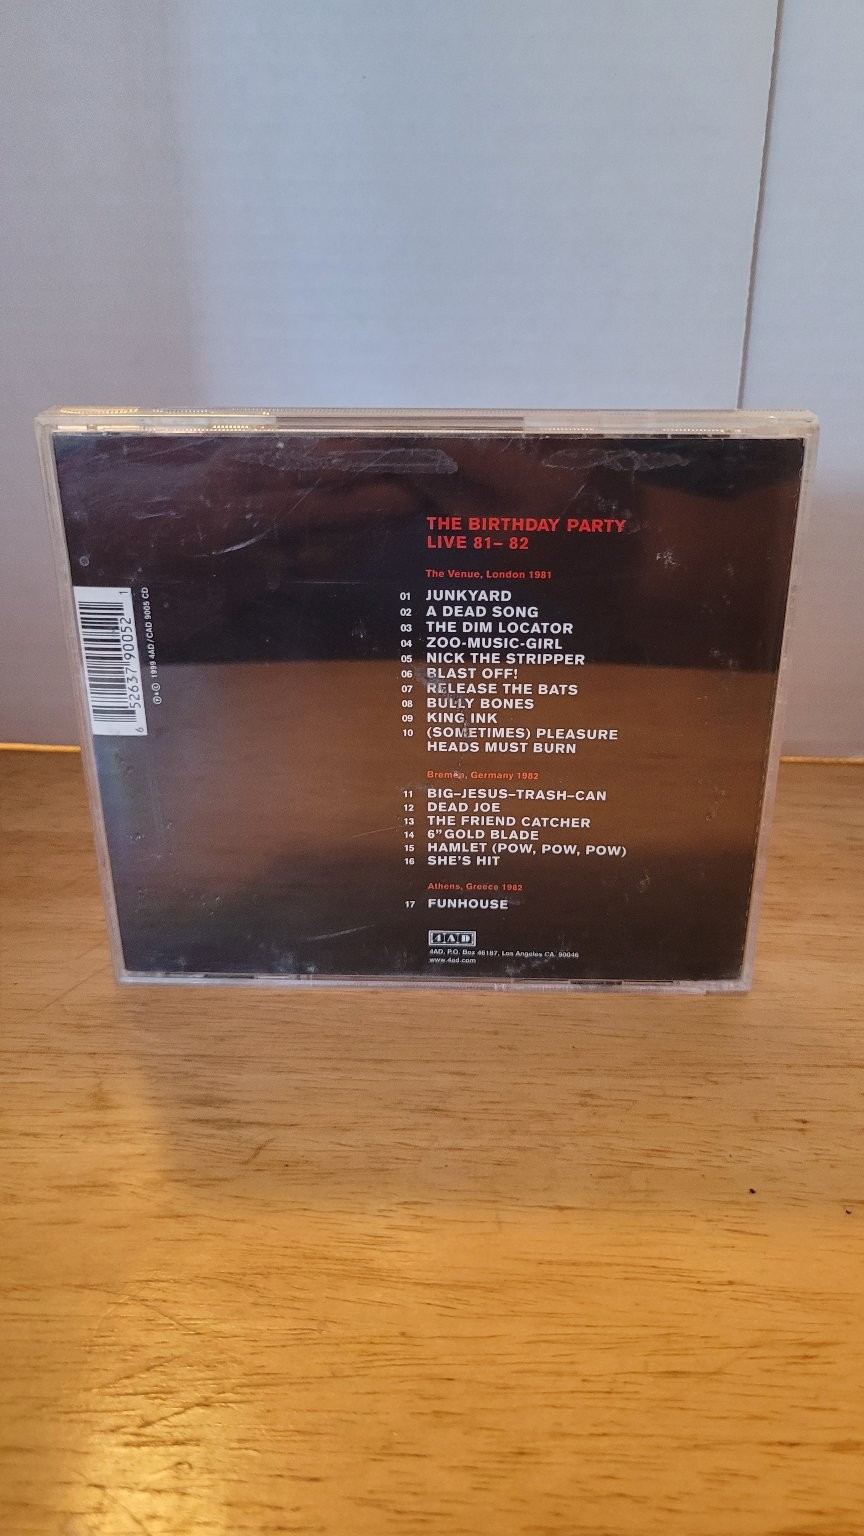 THE BIRTHDAY PARTY
LIVE 81– 82
The Venue, London 1981
01 JUNKYARD
02 A DEAD SONG
03 THE DIM LOCATOR
04 ZOO-MUSIC-GIRL
05 NICK THE STRIPPER
06 BLAST OFF!
07 RELEASE THE BATS
08 BULLY BONES
09 KING INK
10 (SOMETIMES) PLEASURE
HEADS MUST BURN
Bremen, Germany 1982
11 BIG–JESUS–TRASH–CAN
12 DEAD JOE
13 THE FRIEND CATCHER
14 6” GOLD BLADE
15 HAMLET (POW, POW, POW)
16 SHE'S HIT
Athens, Greece 1982
17 FUNHOUSE
4AD
4AD, P.O. Box 46187, Los Angeles CA. 90046
www.4ad.com
6 52637 90052 1
℗+© 1999 4AD / CAD 9005 CD